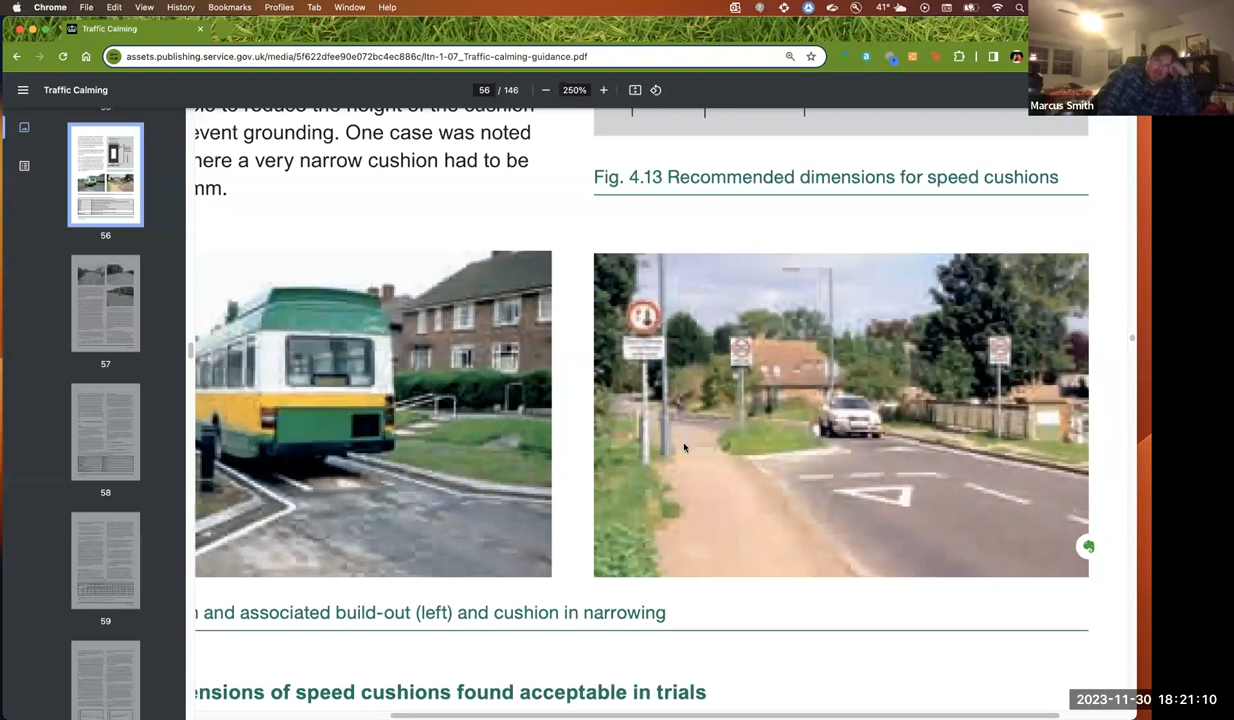 Chrome File Edit View History Bookmarks Profiles Tab Window Help
41°
Traffic Calming
assets.publishing.service.gov.uk/media/5f622dfee90e072bc4ec886c/ltn-1-07_Traffic-calming-guidance.pdf
Traffic Calming
56 / 146
250%
Marcus Smith
56
57
58
59
event grounding. One case was noted
here a very narrow cushion had to be
mm.
Fig. 4.13 Recommended dimensions for speed cushions
and associated build-out (left) and cushion in narrowing
ensions of speed cushions found acceptable in trials
2023-11-30 18:21:10